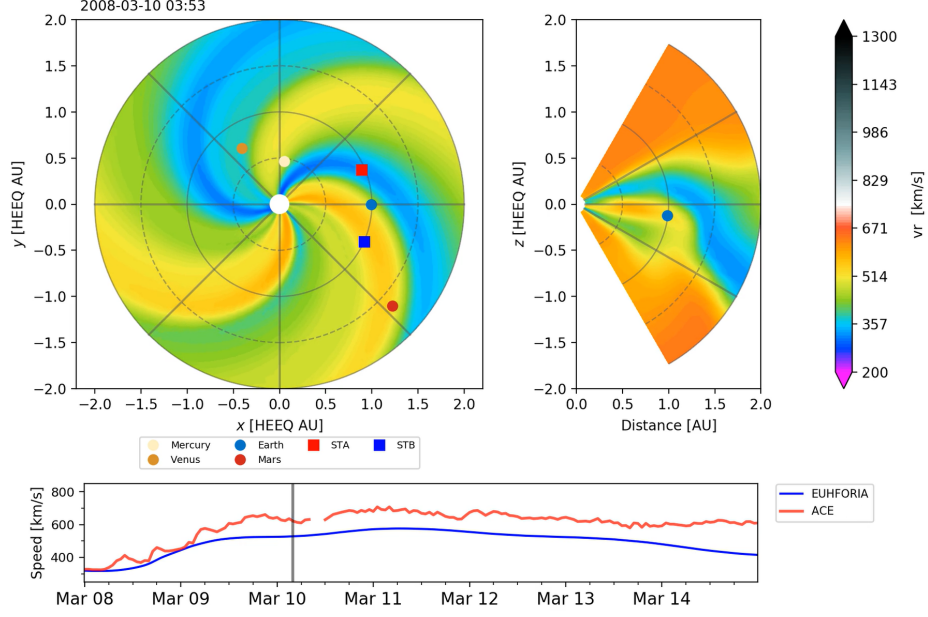 2008-03-10 03:53
2.0
1.5
1.0
0.5
0.0
−0.5
−1.0
−1.5
−2.0
y [HEEQ AU]
−2.0 −1.5 −1.0 −0.5 0.0 0.5 1.0 1.5 2.0
x [HEEQ AU]
Mercury Earth STA STB
Venus Mars
2.0
1.5
1.0
0.5
0.0
−0.5
−1.0
−1.5
−2.0
z [HEEQ AU]
0.0 0.5 1.0 1.5 2.0
Distance [AU]
1300
1143
986
829
671
514
357
200
vr [km/s]
800
600
400
Speed [km/s]
Mar 08 Mar 09 Mar 10 Mar 11 Mar 12 Mar 13 Mar 14
EUHFORIA
ACE